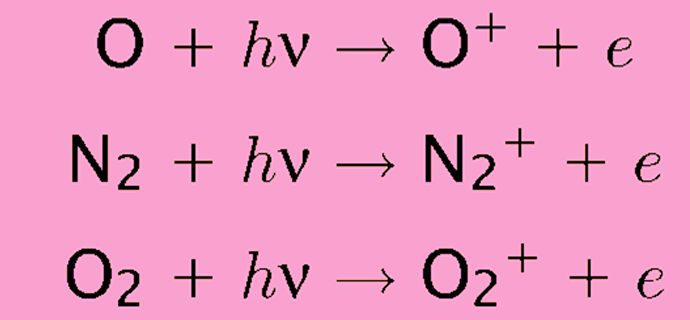 O + hν → O⁺ + e
N₂ + hν → N₂⁺ + e
O₂ + hν → O₂⁺ + e